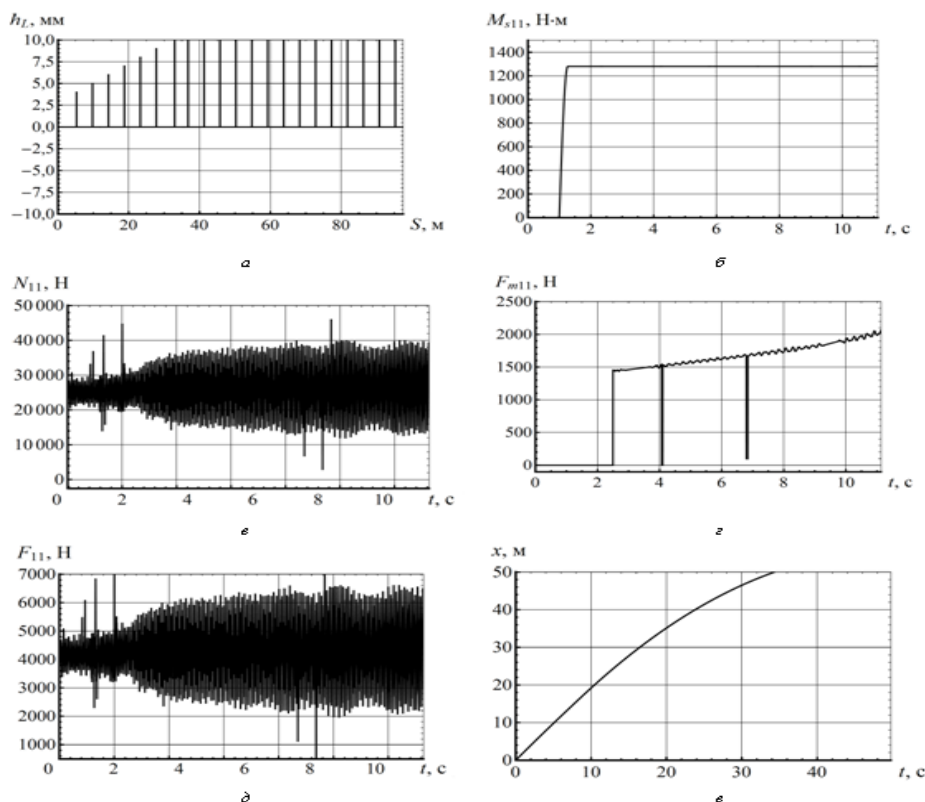 h_L, мм
10,0
7,5
5,0
2,5
0,0
−2,5
−5,0
−7,5
−10,0
0 20 40 60 80
S, м
а
M_s11, Н·м
1400
1200
1000
800
600
400
200
0
0 2 4 6 8 10 t, с
б
N_11, Н
50 000
40 000
30 000
20 000
10 000
0
0 2 4 6 8 10 t, с
в
F_m11, Н
2500
2000
1500
1000
500
0
0 2 4 6 8 10 t, с
г
F_11, Н
7000
6000
5000
4000
3000
2000
1000
0 2 4 6 8 10 t, с
д
x, м
50
40
30
20
10
0
0 10 20 30 40 t, с
е